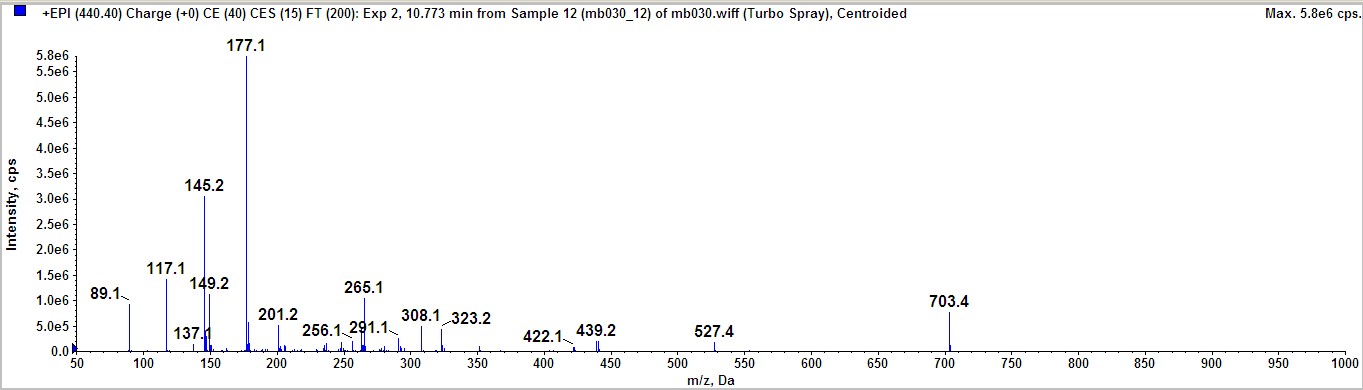 +EPI (440.40) Charge (+0) CE (40) CES (15) FT (200): Exp 2, 10.773 min from Sample 12 (mb030_12) of mb030.wiff (Turbo Spray), Centroided
Max. 5.8e6 cps.
Intensity, cps
5.8e6
5.5e6
5.0e6
4.5e6
4.0e6
3.5e6
3.0e6
2.5e6
2.0e6
1.5e6
1.0e6
5.0e5
0.0
89.1
117.1
137.1
145.2
149.2
177.1
201.2
256.1
265.1
291.1
308.1
323.2
422.1
439.2
527.4
703.4
50 100 150 200 250 300 350 400 450 500 550 600 650 700 750 800 850 900 950 1000
m/z, Da